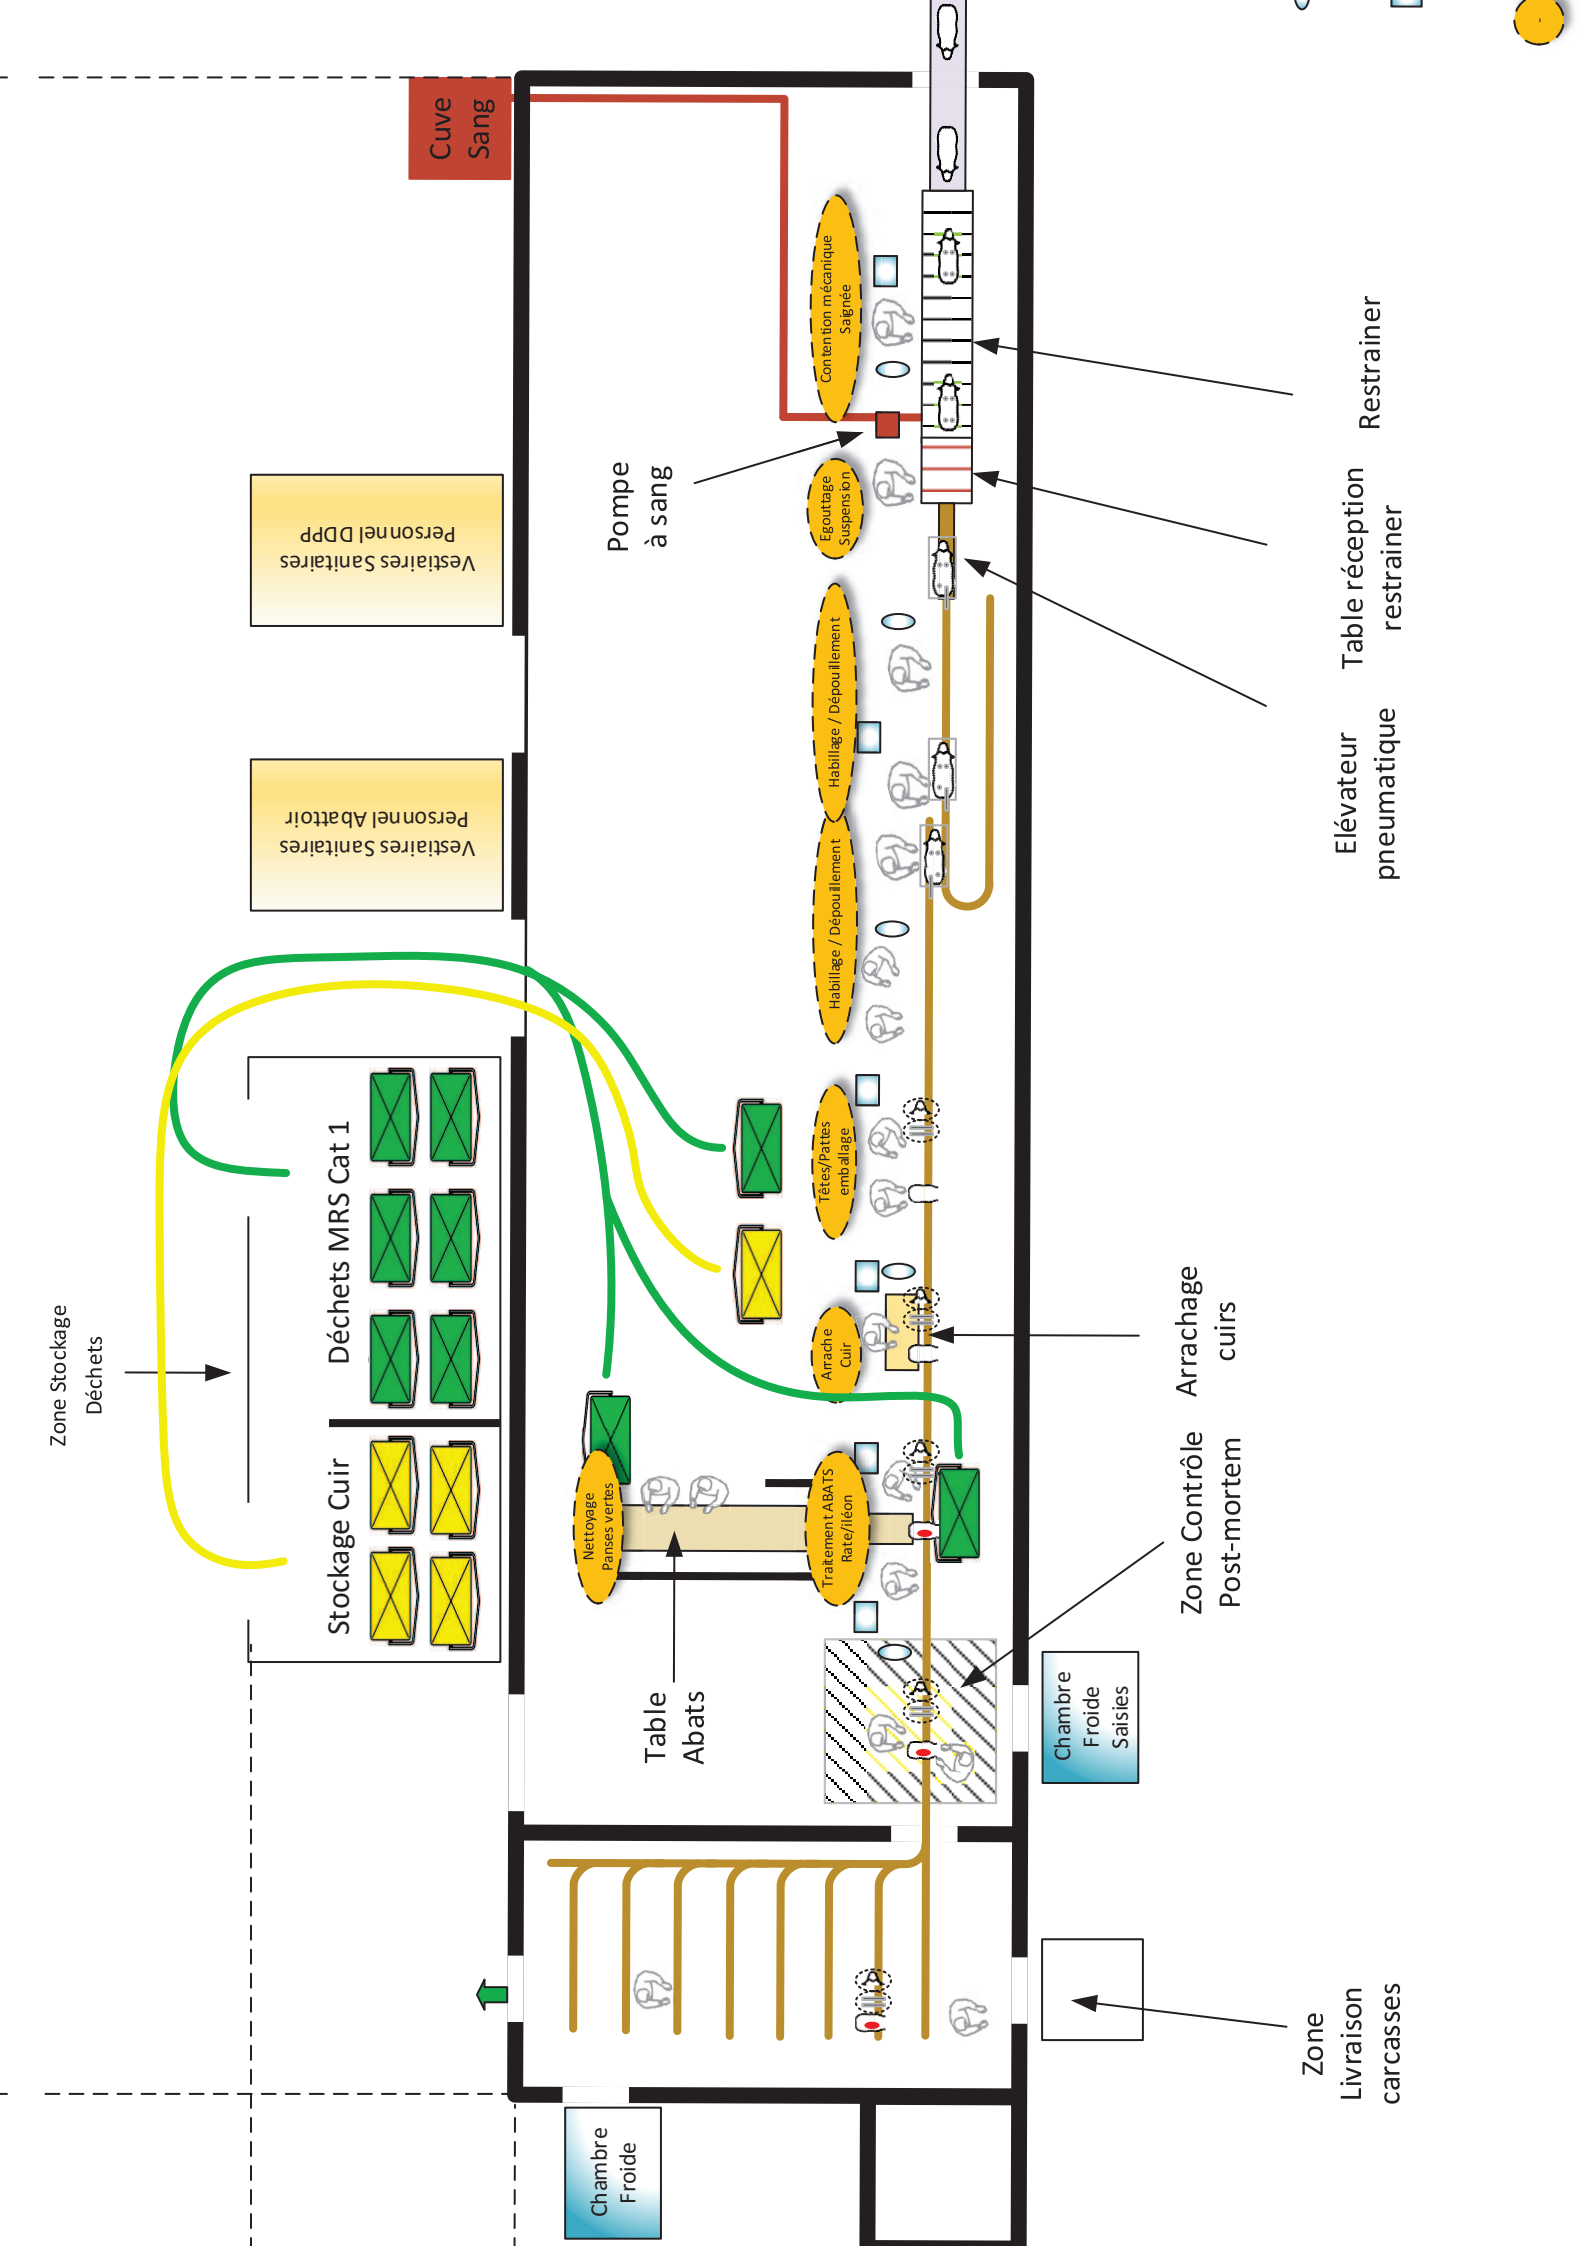 Cuve
Sang
Contention mécanique
Saignée
Restrainer
Pompe
à sang
Egouttage
Suspension
Table réception
restrainer
Vestiaires Sanitaires
Personnel DDPP
Habillage / Dépouillement
Elévateur
pneumatique
Vestiaires Sanitaires
Personnel Abattoir
Habillage / Dépouillement
Têtes/Pattes
emballage
Déchets MRS Cat 1
Zone Stockage
Déchets
Arrache
Cuir
Arrachage
cuirs
Stockage Cuir
Nettoyage
Panses vertes
Traitement ABATS
Rate/iléon
Zone Contrôle
Post-mortem
Table
Abats
Chambre
Froide
Saisies
Zone
Livraison
carcasses
Chambre
Froide